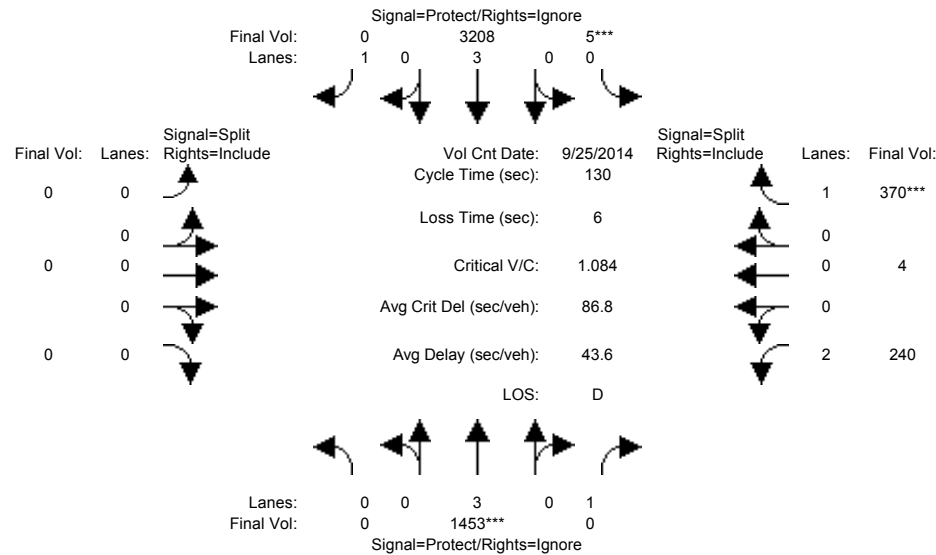 Signal=Protect/Rights=Ignore
Final Vol: 0 3208 5***
Lanes: 1 0 3 0 0
Signal=Split Signal=Split
Final Vol: Lanes: Rights=Include Vol Cnt Date: 9/25/2014 Rights=Include Lanes: Final Vol:
Cycle Time (sec): 130
0 0 1 370***
Loss Time (sec): 6
0 0
0 0 Critical V/C: 1.084 0 4
0 Avg Crit Del (sec/veh): 86.8 0
0 0 Avg Delay (sec/veh): 43.6 2 240
LOS: D
Lanes: 0 0 3 0 1
Final Vol: 0 1453*** 0
Signal=Protect/Rights=Ignore